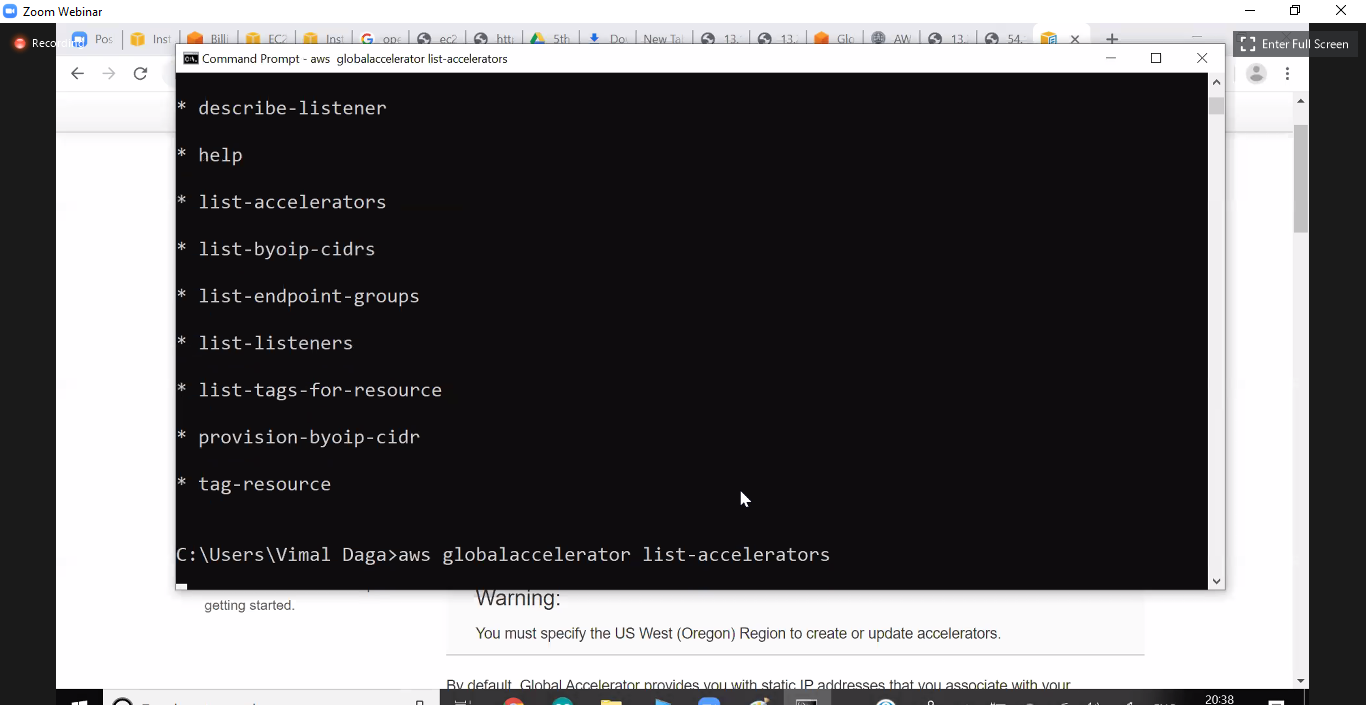 Zoom Webinar
Recording
Pos
Inst
Billi
EC2
Inst
ope
ec2
http
5th
Do
New Ta
13.
13.
Glo
AW
13.
54.
Enter Full Screen
Command Prompt - aws globalaccelerator list-accelerators
* describe-listener
* help
* list-accelerators
* list-byoip-cidrs
* list-endpoint-groups
* list-listeners
* list-tags-for-resource
* provision-byoip-cidr
* tag-resource
C:\Users\Vimal Daga>aws globalaccelerator list-accelerators
getting started.
Warning:
You must specify the US West (Oregon) Region to create or update accelerators.
By default, Global Accelerator provides you with static IP addresses that you associate with your
20:38